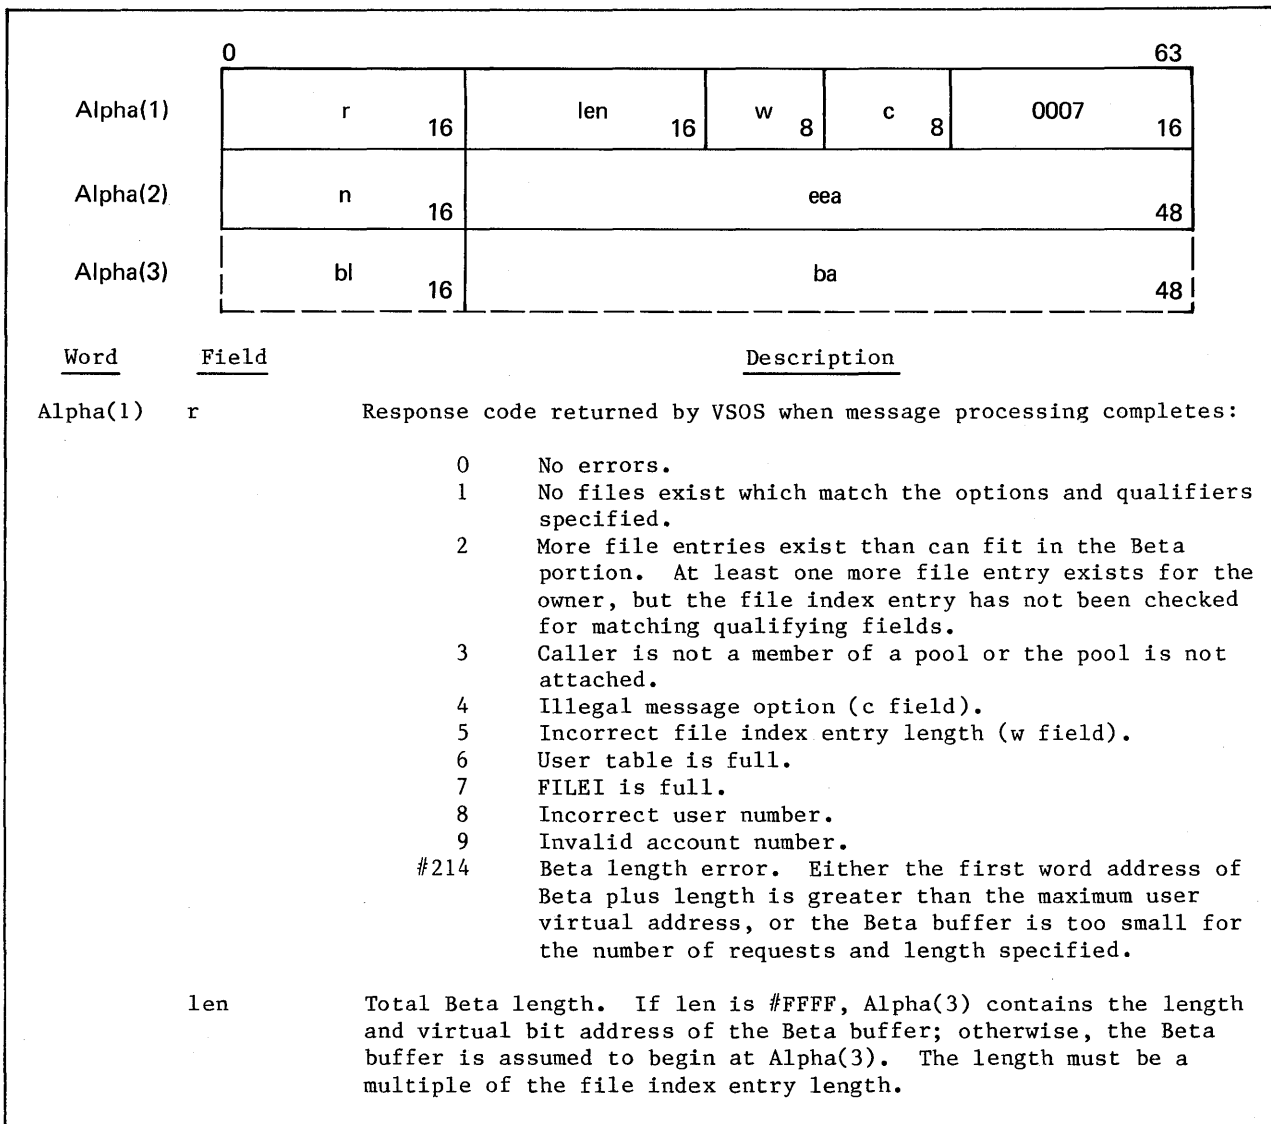 0 63
Alpha(1) r 16 len 16 w 8 c 8 0007 16
Alpha(2) n 16 eea 48
Alpha(3) bl 16 ba 48
Word Field Description
Alpha(1) r Response code returned by VSOS when message processing completes:
0 No errors.
1 No files exist which match the options and qualifiers
specified.
2 More file entries exist than can fit in the Beta
portion. At least one more file entry exists for the
owner, but the file index entry has not been checked
for matching qualifying fields.
3 Caller is not a member of a pool or the pool is not
attached.
4 Illegal message option (c field).
5 Incorrect file index entry length (w field).
6 User table is full.
7 FILEI is full.
8 Incorrect user number.
9 Invalid account number.
#214 Beta length error. Either the first word address of
Beta plus length is greater than the maximum user
virtual address, or the Beta buffer is too small for
the number of requests and length specified.
len Total Beta length. If len is #FFFF, Alpha(3) contains the length
and virtual bit address of the Beta buffer; otherwise, the Beta
buffer is assumed to begin at Alpha(3). The length must be a
multiple of the file index entry length.